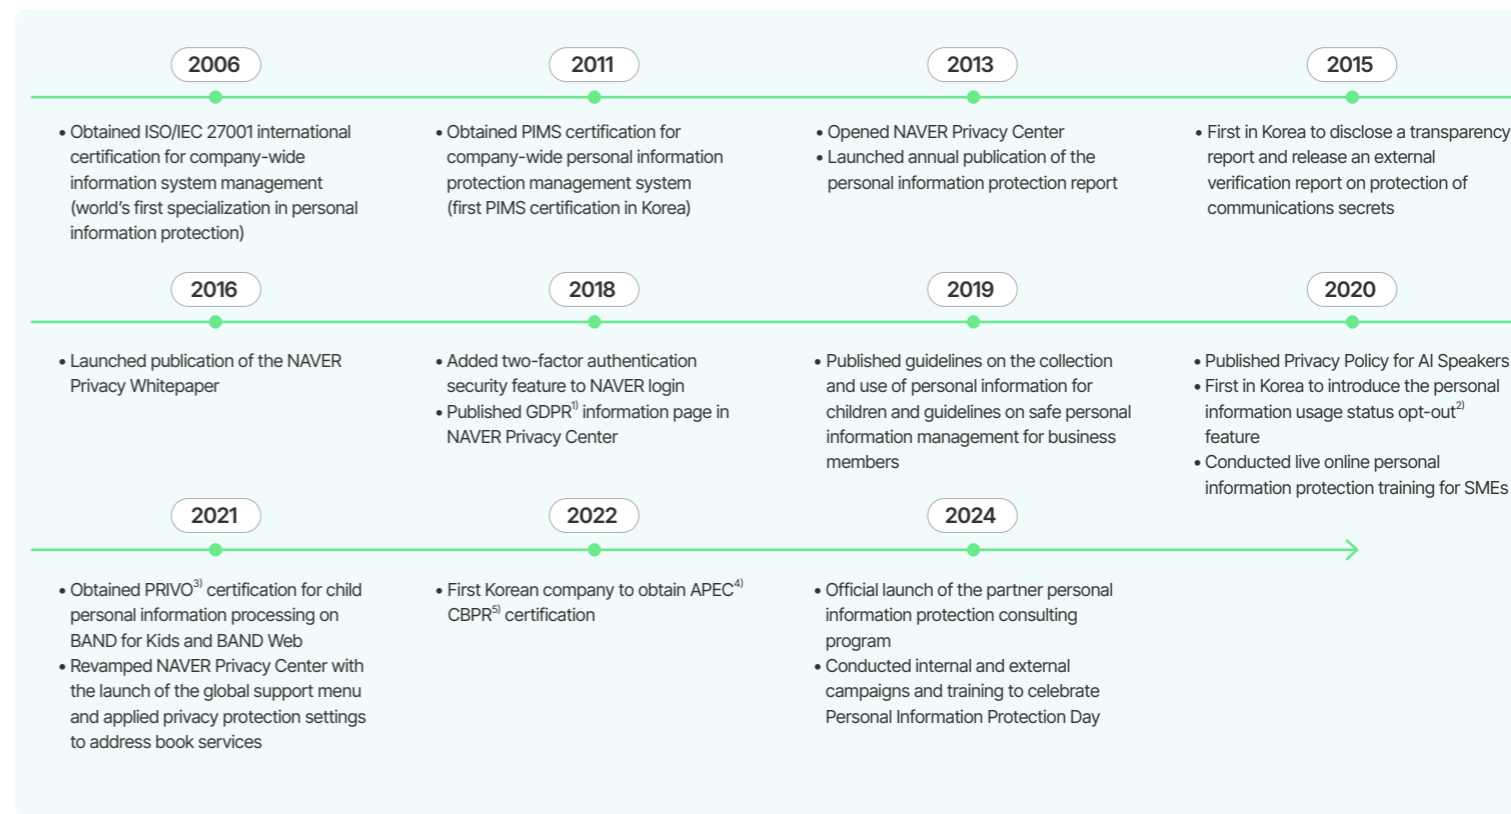 2006
• Obtained ISO/IEC 27001 international
certification for company-wide
information system management
(world's first specialization in personal
information protection)
2011
• Obtained PIMS certification for
company-wide personal information
protection management system
(first PIMS certification in Korea)
2013
• Opened NAVER Privacy Center
• Launched annual publication of the
personal information protection report
2015
• First in Korea to disclose a transparency
report and release an external
verification report on protection of
communications secrets
2016
• Launched publication of the NAVER
Privacy Whitepaper
2018
• Added two-factor authentication
security feature to NAVER login
• Published GDPR1) information page in
NAVER Privacy Center
2019
• Published guidelines on the collection
and use of personal information for
children and guidelines on safe personal
information management for business
members
2020
• Published Privacy Policy for AI Speakers
• First in Korea to introduce the personal
information usage status opt-out2)
feature
• Conducted live online personal
information protection training for SMEs
2021
• Obtained PRIVO3) certification for child
personal information processing on
BAND for Kids and BAND Web
• Revamped NAVER Privacy Center with
the launch of the global support menu
and applied privacy protection settings
to address book services
2022
• First Korean company to obtain APEC4)
CBPR5) certification
2024
• Official launch of the partner personal
information protection consulting
program
• Conducted internal and external
campaigns and training to celebrate
Personal Information Protection Day